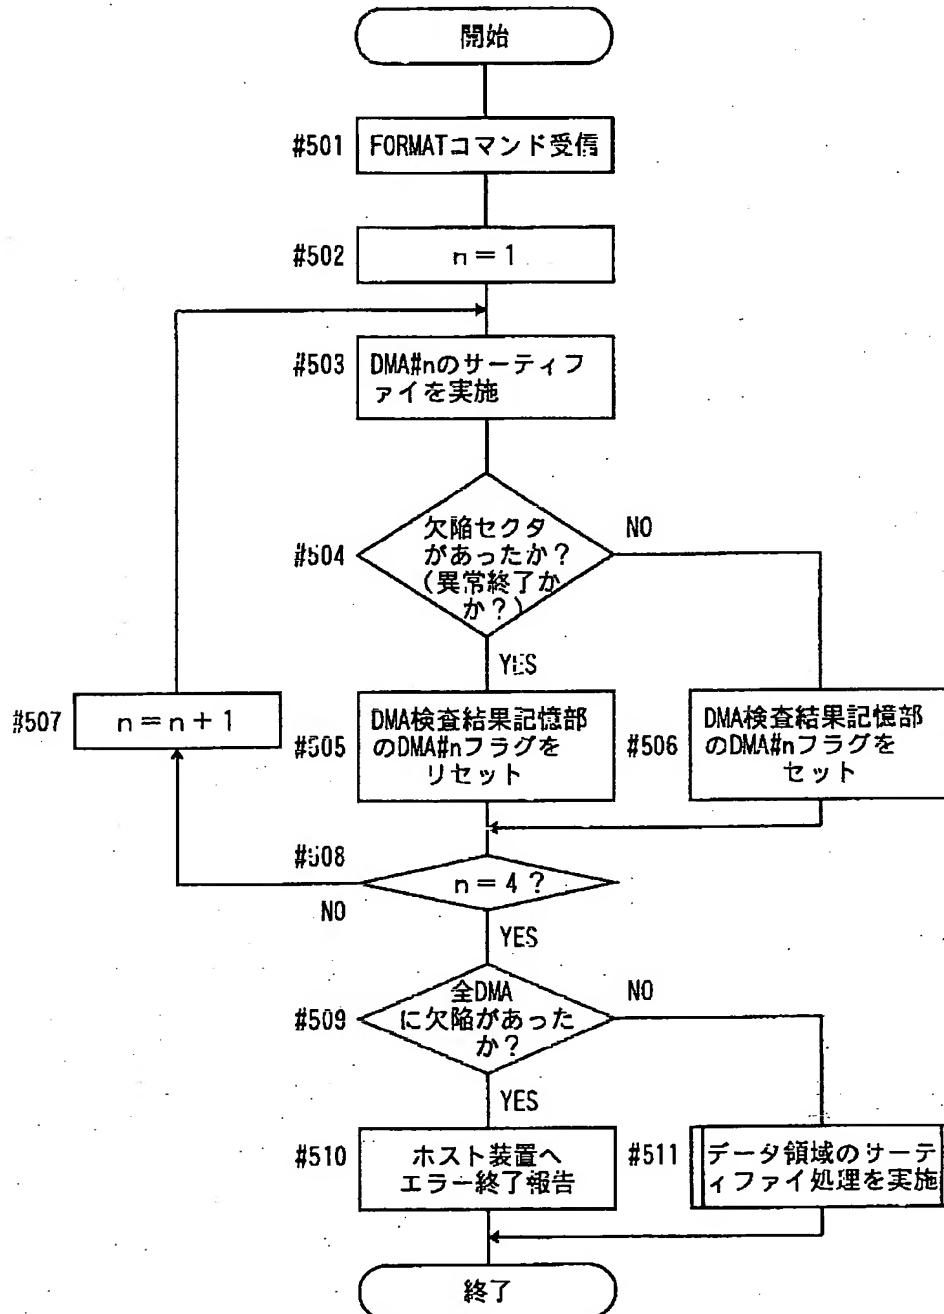 開始
#501
FORMATコマンド受信
#502
n=1
#503
DMA#nのサーティフ
ァイを実施
#504
欠陥セクタ
があったか?
(異常終了か
か?)
NO
YES
#507
n=n+1
#505
DMA検査結果記憶部
のDMA#nフラグを
リセット
#506
DMA検査結果記憶部
のDMA#nフラグを
セット
#508
n=4?
NO
YES
#509
全DMA
に欠陥があった
か?
NO
YES
#510
ホスト装置へ
エラー終了報告
#511
データ領域のサーテ
ィファイ処理を実施
終了